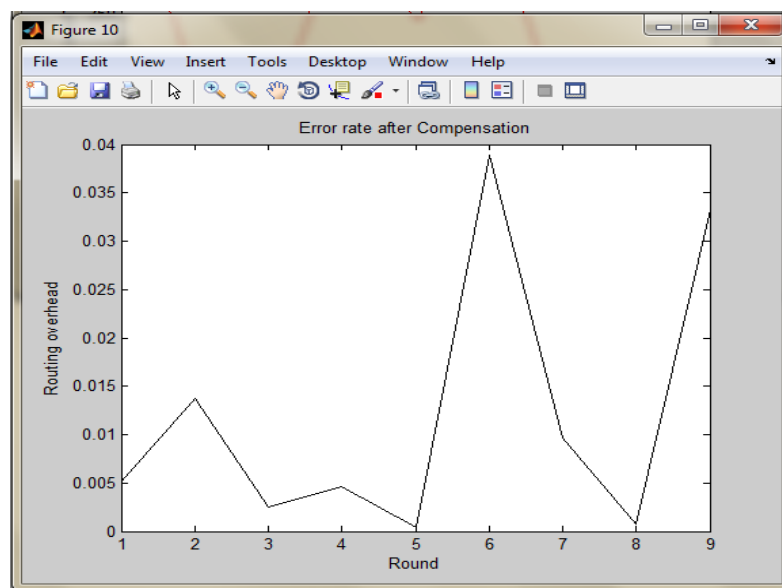 Figure 10
File Edit View Insert Tools Desktop Window Help
Error rate after Compensation
0.04
0.035
0.03
0.025
0.02
0.015
0.01
0.005
0
Routing overhead
1 2 3 4 5 6 7 8 9
Round